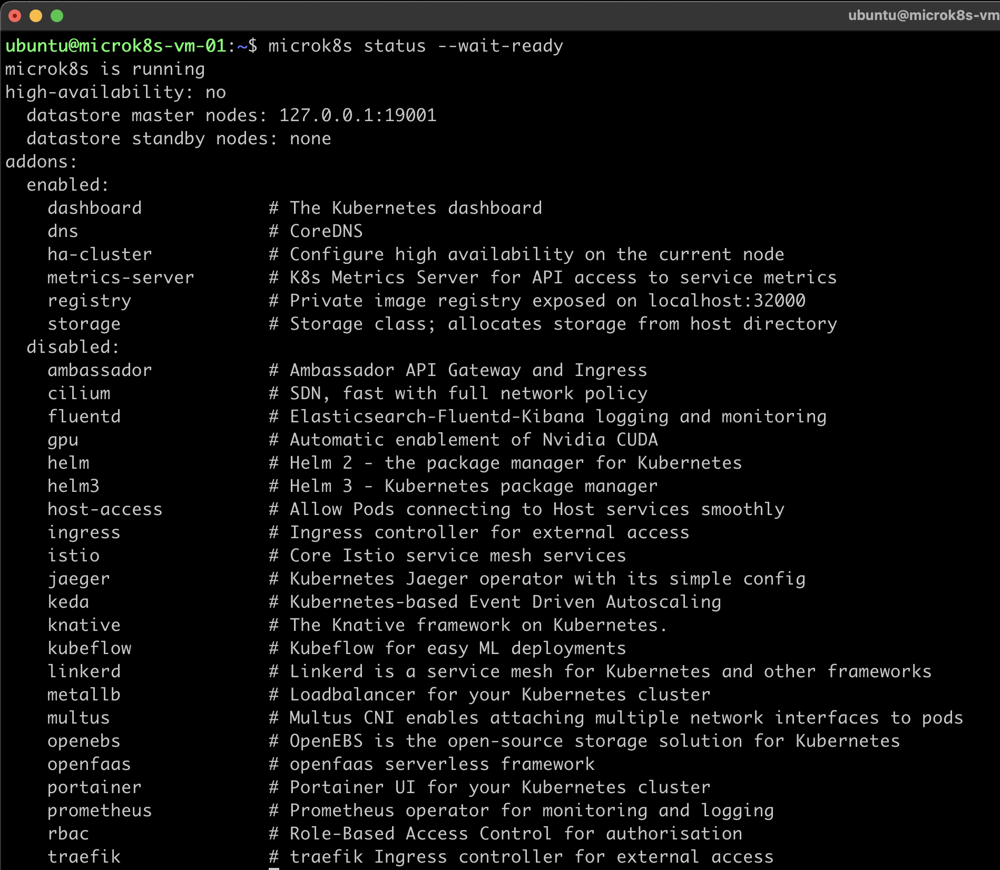 ubuntu@microk8s-vm
ubuntu@microk8s-vm-01:~$ microk8s status --wait-ready
microk8s is running
high-availability: no
  datastore master nodes: 127.0.0.1:19001
  datastore standby nodes: none
addons:
  enabled:
    dashboard            # The Kubernetes dashboard
    dns                  # CoreDNS
    ha-cluster           # Configure high availability on the current node
    metrics-server       # K8s Metrics Server for API access to service metrics
    registry             # Private image registry exposed on localhost:32000
    storage              # Storage class; allocates storage from host directory
  disabled:
    ambassador           # Ambassador API Gateway and Ingress
    cilium               # SDN, fast with full network policy
    fluentd              # Elasticsearch-Fluentd-Kibana logging and monitoring
    gpu                  # Automatic enablement of Nvidia CUDA
    helm                 # Helm 2 - the package manager for Kubernetes
    helm3                # Helm 3 - Kubernetes package manager
    host-access          # Allow Pods connecting to Host services smoothly
    ingress              # Ingress controller for external access
    istio                # Core Istio service mesh services
    jaeger               # Kubernetes Jaeger operator with its simple config
    keda                 # Kubernetes-based Event Driven Autoscaling
    knative              # The Knative framework on Kubernetes.
    kubeflow             # Kubeflow for easy ML deployments
    linkerd              # Linkerd is a service mesh for Kubernetes and other frameworks
    metallb              # Loadbalancer for your Kubernetes cluster
    multus               # Multus CNI enables attaching multiple network interfaces to pods
    openebs              # OpenEBS is the open-source storage solution for Kubernetes
    openfaas             # openfaas serverless framework
    portainer            # Portainer UI for your Kubernetes cluster
    prometheus           # Prometheus operator for monitoring and logging
    rbac                 # Role-Based Access Control for authorisation
    traefik              # traefik Ingress controller for external access